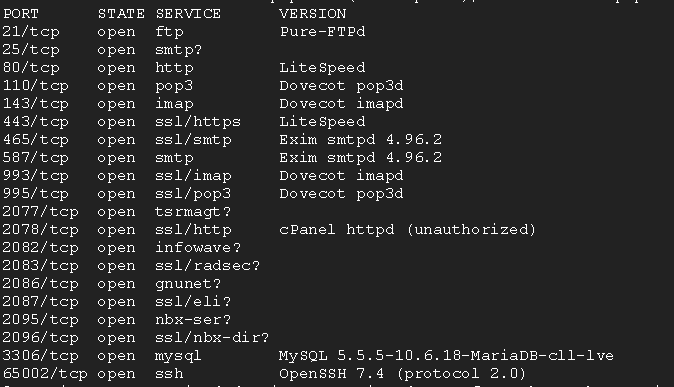 PORT STATE SERVICE VERSION
21/tcp open ftp Pure-FTPd
25/tcp open smtp?
80/tcp open http LiteSpeed
110/tcp open pop3 Dovecot pop3d
143/tcp open imap Dovecot imapd
443/tcp open ssl/https LiteSpeed
465/tcp open ssl/smtp Exim smtpd 4.96.2
587/tcp open smtp Exim smtpd 4.96.2
993/tcp open ssl/imap Dovecot imapd
995/tcp open ssl/pop3 Dovecot pop3d
2077/tcp open tsrmagt?
2078/tcp open ssl/http cPanel httpd (unauthorized)
2082/tcp open infowave?
2083/tcp open ssl/radsec?
2086/tcp open gnunet?
2087/tcp open ssl/eli?
2095/tcp open nbx-ser?
2096/tcp open ssl/nbx-dir?
3306/tcp open mysql MySQL 5.5.5-10.6.18-MariaDB-cll-lve
65002/tcp open ssh OpenSSH 7.4 (protocol 2.0)